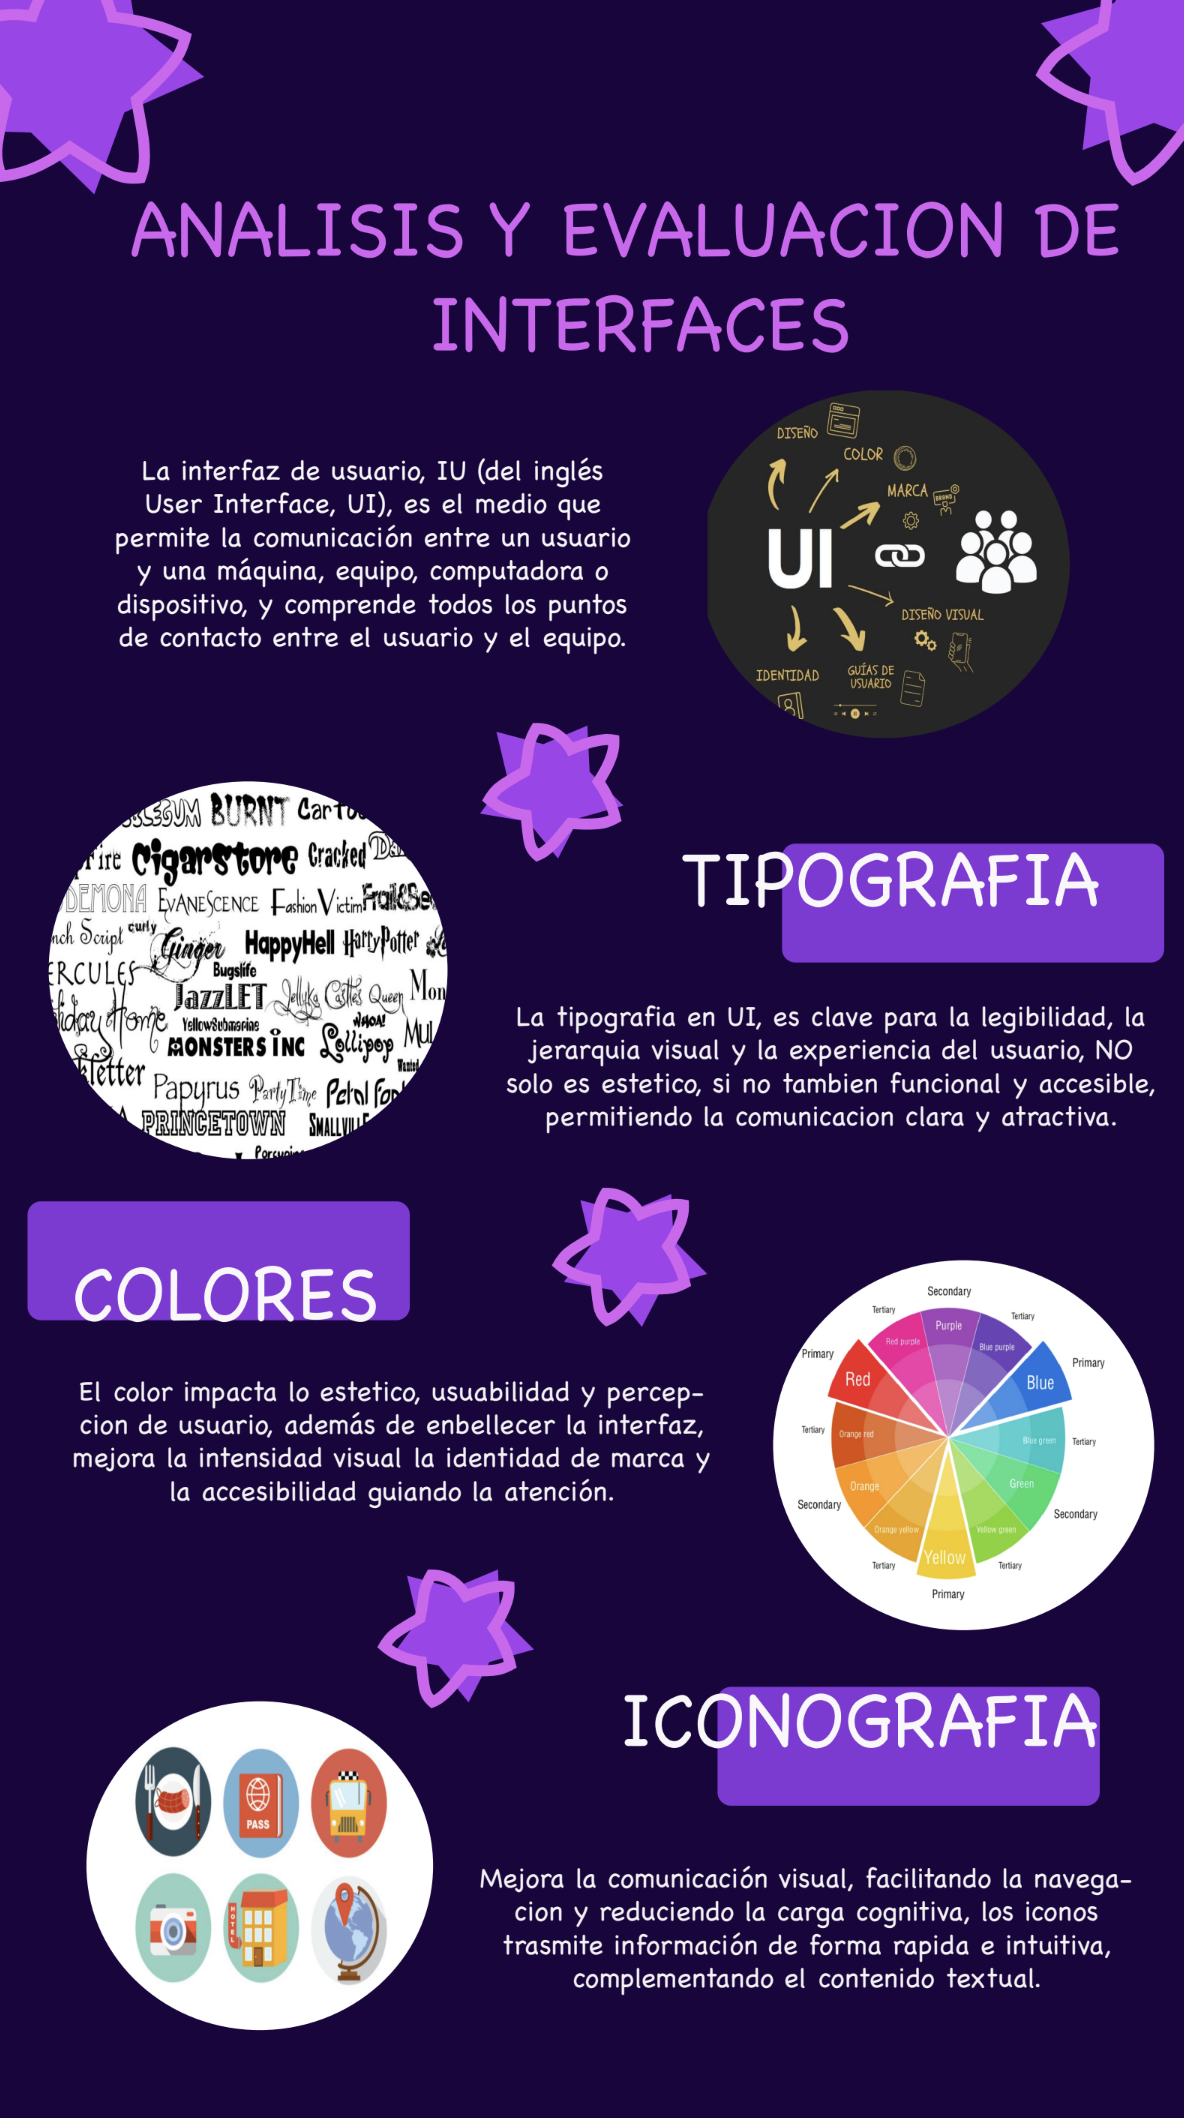 ANALISIS Y EVALUACION DE
INTERFACES
La interfaz de usuario, IU (del inglés
User Interface, UI), es el medio que
permite la comunicación entre un usuario
y una máquina, equipo, computadora o
dispositivo, y comprende todos los puntos
de contacto entre el usuario y el equipo.
DISEÑO
COLOR
MARCA
BRAND
UI
DISEÑO VISUAL
IDENTIDAD
GUÍAS DE
USUARIO
BURNT
Cigarstore Cracked
DEMONA EVANESCENCE Fashion Victim
Script curly Ginger HappyHell HarryPotter
Bugslife
JazzLET Jellyka Castle's Queen
YellowSubmarine WHOA!
MONSTERS INC Lollipop
Wanted
Papyrus PartyTime Petal
PRINCETOWN
TIPOGRAFIA
La tipografia en UI, es clave para la legibilidad, la
jerarquia visual y la experiencia del usuario, NO
solo es estetico, si no tambien funcional y accesible,
permitiendo la comunicacion clara y atractiva.
COLORES
El color impacta lo estetico, usuabilidad y percep-
cion de usuario, además de enbellecer la interfaz,
mejora la intensidad visual la identidad de marca y
la accesibilidad guiando la atención.
Secondary
Tertiary
Tertiary
Purple
Red purple
Blue purple
Primary
Primary
Red
Blue
Tertiary
Orange red
Blue green
Tertiary
Orange
Green
Secondary
Secondary
Orange yellow
Yellow green
Yellow
Tertiary
Tertiary
Primary
ICONOGRAFIA
PASS
HOTEL
Mejora la comunicación visual, facilitando la navega-
cion y reduciendo la carga cognitiva, los iconos
trasmite información de forma rapida e intuitiva,
complementando el contenido textual.